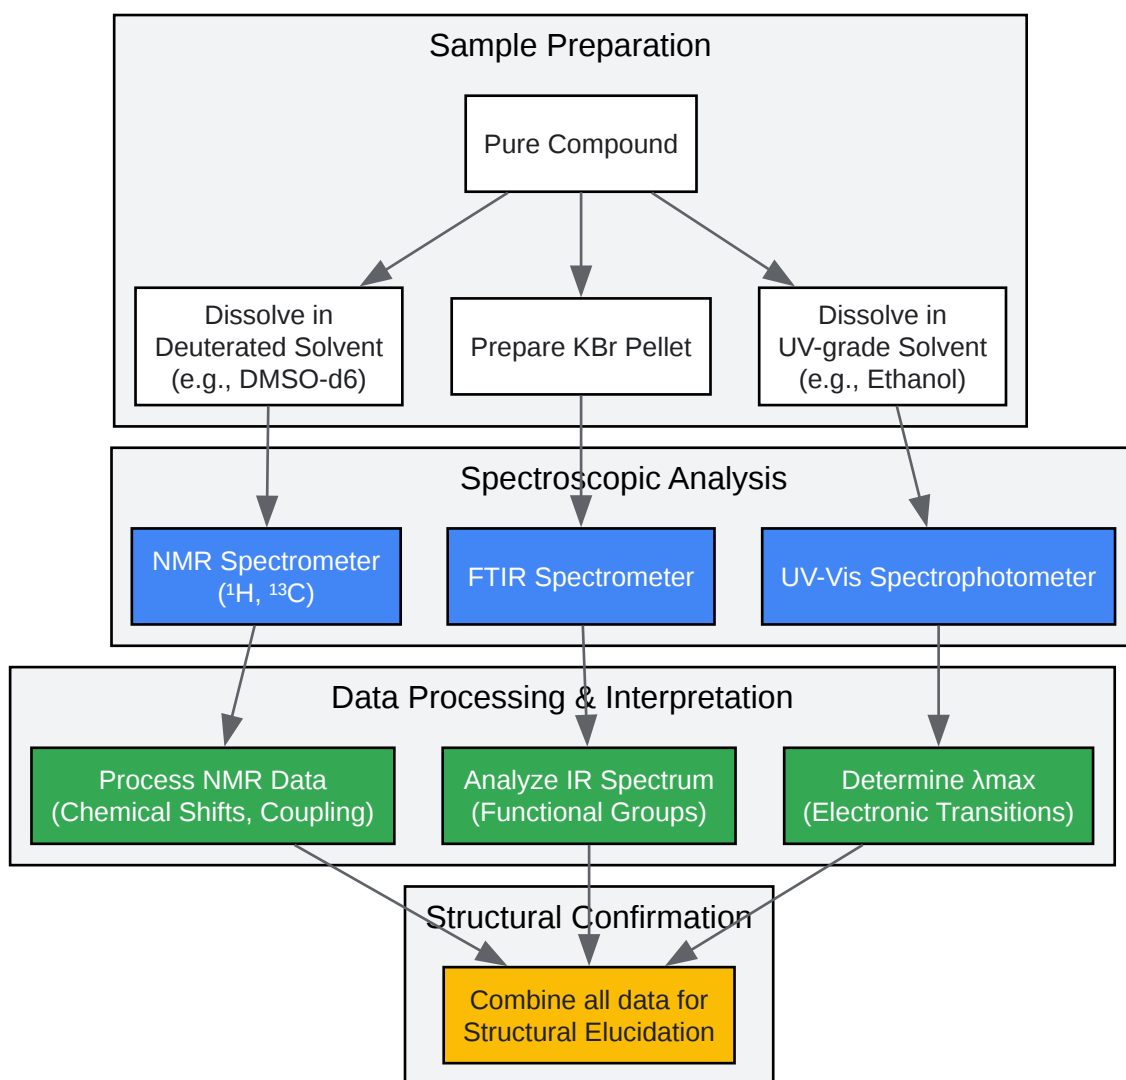 Sample Preparation
Pure Compound
Dissolve in
Deuterated Solvent
(e.g., DMSO-d6)
Prepare KBr Pellet
Dissolve in
UV-grade Solvent
(e.g., Ethanol)
Spectroscopic Analysis
NMR Spectrometer
(¹H, ¹³C)
FTIR Spectrometer
UV-Vis Spectrophotometer
Data Processing & Interpretation
Process NMR Data
(Chemical Shifts, Coupling)
Analyze IR Spectrum
(Functional Groups)
Determine λmax
(Electronic Transitions)
Structural Confirmation
Combine all data for
Structural Elucidation